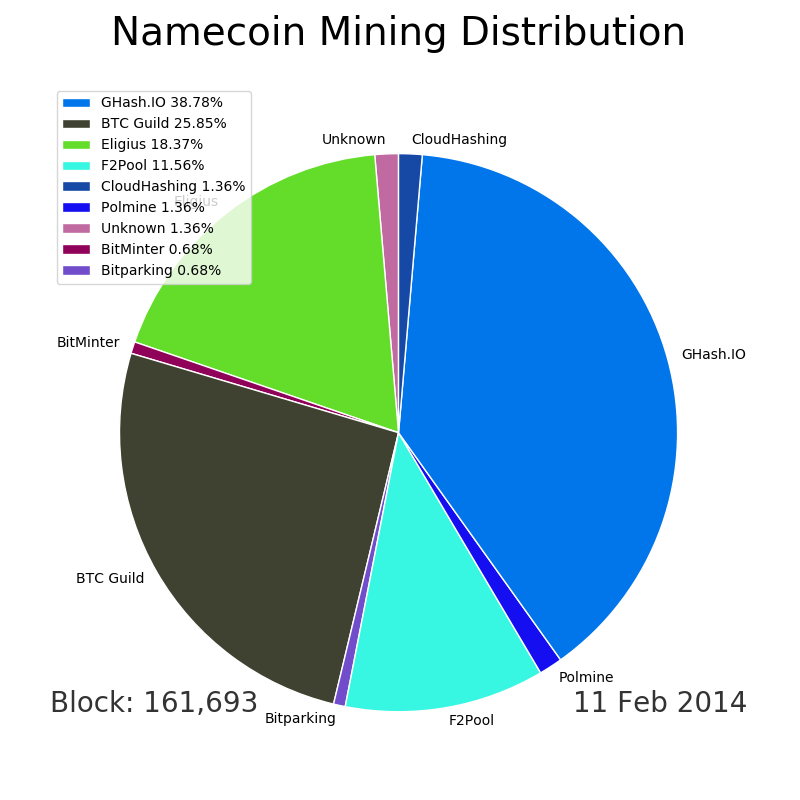 Namecoin Mining Distribution
GHash.IO 38.78%
BTC Guild 25.85%
Eligius 18.37%
F2Pool 11.56%
CloudHashing 1.36%
Polmine 1.36%
Unknown 1.36%
BitMinter 0.68%
Bitparking 0.68%
Unknown
CloudHashing
Eligius
BitMinter
GHash.IO
BTC Guild
Polmine
Block: 161,693
11 Feb 2014
Bitparking
F2Pool